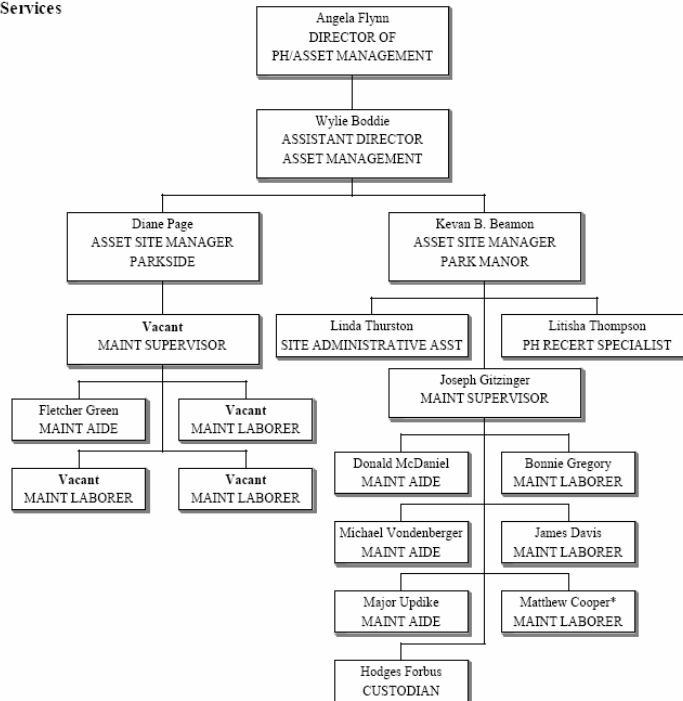 Services
Angela Flynn
DIRECTOR OF
PH/ASSET MANAGEMENT
Wylie Boddie
ASSISTANT DIRECTOR
ASSET MANAGEMENT
Diane Page
ASSET SITE MANAGER
PARKSIDE
Kevan B. Beamon
ASSET SITE MANAGER
PARK MANOR
Vacant
MAINT SUPERVISOR
Linda Thurston
SITE ADMINISTRATIVE ASST
Litisha Thompson
PH RECERT SPECIALIST
Joseph Gitzinger
MAINT SUPERVISOR
Fletcher Green
MAINT AIDE
Vacant
MAINT LABORER
Vacant
MAINT LABORER
Vacant
MAINT LABORER
Donald McDaniel
MAINT AIDE
Bonnie Gregory
MAINT LABORER
Michael Vondenberger
MAINT AIDE
James Davis
MAINT LABORER
Major Updike
MAINT AIDE
Matthew Cooper*
MAINT LABORER
Hodges Forbus
CUSTODIAN